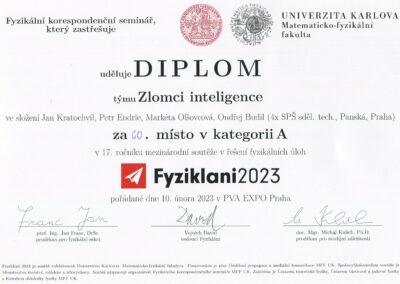 Fyzikální korespondenční seminář,
který zastřešuje
UNIVERZITA KARLOVA
Matematicko-fyzikální
fakulta
uděluje DIPLOM
týmu Zlomci inteligence
ve složení Jan Kratochvíl, Petr Endrle, Markéta Olšovcová, Ondřej Budil (4x SPŠ sděl. tech., Panská, Praha)
za 60. místo v kategorii A
v 17. ročníku mezinárodní soutěže v řešení fyzikálních úloh
Fyziklani2023
pořádané dne 10. února 2023 v PVA EXPO Praha
Franc Jan
David
prof. Ing. Jan Franc, DrSc.
proděkan pro fyzikální sekci
Vojtěch David
vedoucí Fyziklání
doc. Mgr. Michal Kulich, Ph.D.
proděkan pro studijní záležitosti